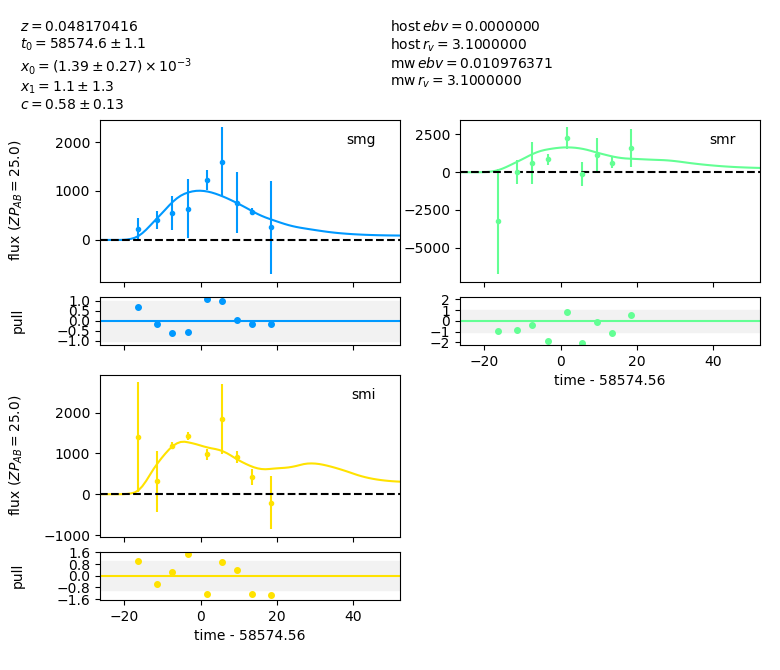 z = 0.048170416
t₀ = 58574.6 ± 1.1
x₀ = (1.39 ± 0.27) × 10⁻³
x₁ = 1.1 ± 1.3
c = 0.58 ± 0.13
host ebv = 0.0000000
host r_v = 3.1000000
mw ebv = 0.010976371
mw r_v = 3.1000000
smg
flux (ZP_AB = 25.0)
2000
1000
0
smr
2500
0
−2500
−5000
pull
1.0
0.5
0.0
−0.5
−1.0
2
1
0
−1
−2
−20 0 20 40
time - 58574.56
smi
flux (ZP_AB = 25.0)
2000
1000
0
−1000
pull
1.6
0.8
0.0
−0.8
−1.6
−20 0 20 40
time - 58574.56